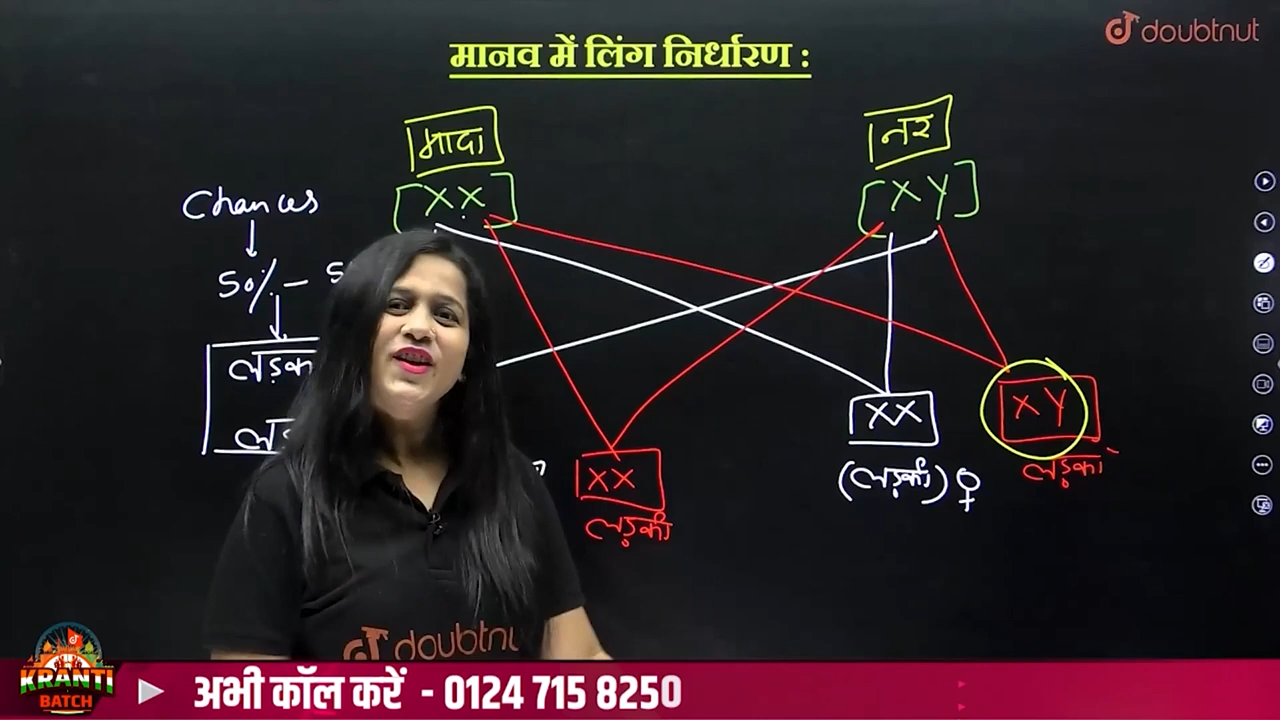 doubtnut
मानव में लिंग निर्धारण :
मादा
नर
XX
XY
Chances
50% -
लड़का
XX
(लड़की) ♀
XY
लड़का
XX
लड़की
doubtnut
KRANTI
BATCH
अभी कॉल करें - 0124 715 8250